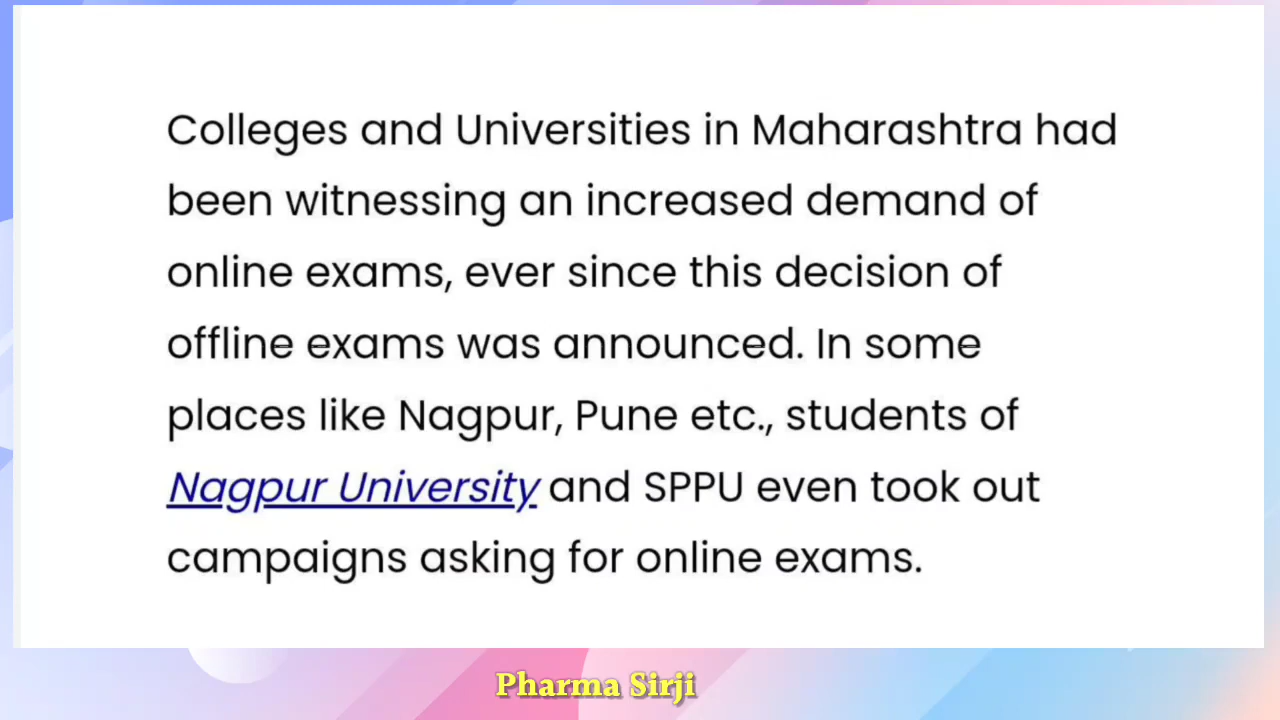 Colleges and Universities in Maharashtra had
been witnessing an increased demand of
online exams, ever since this decision of
offline exams was announced. In some
places like Nagpur, Pune etc., students of
Nagpur University and SPPU even took out
campaigns asking for online exams.
Pharma Sirji